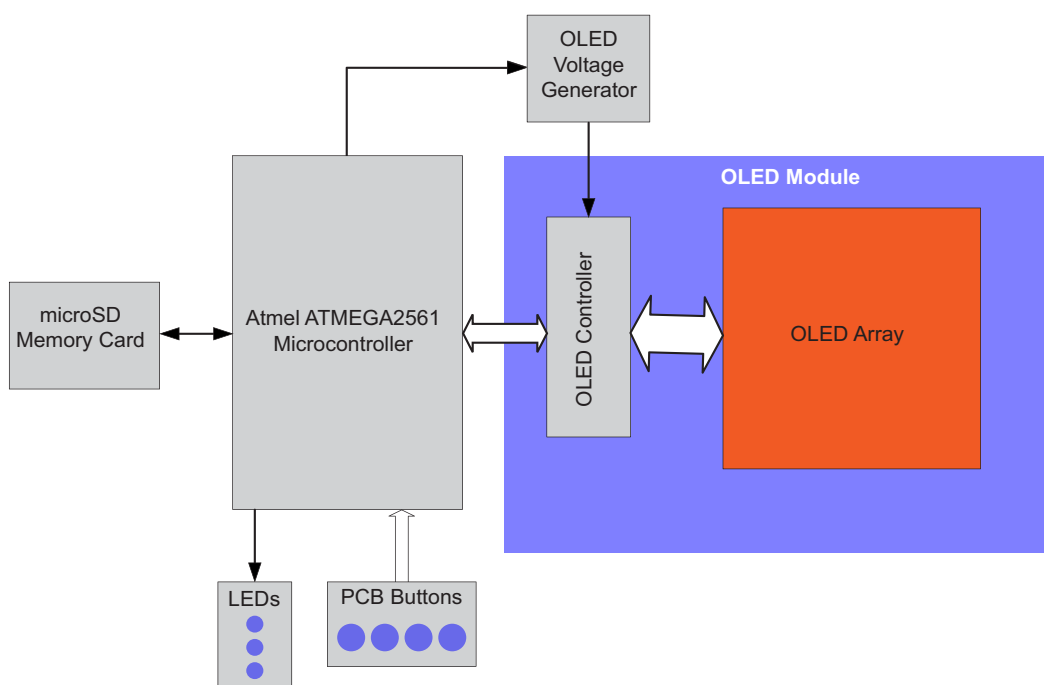 OLED
Voltage
Generator
OLED Module
microSD
Memory Card
Atmel ATMEGA2561
Microcontroller
OLED Controller
OLED Array
LEDs
PCB Buttons